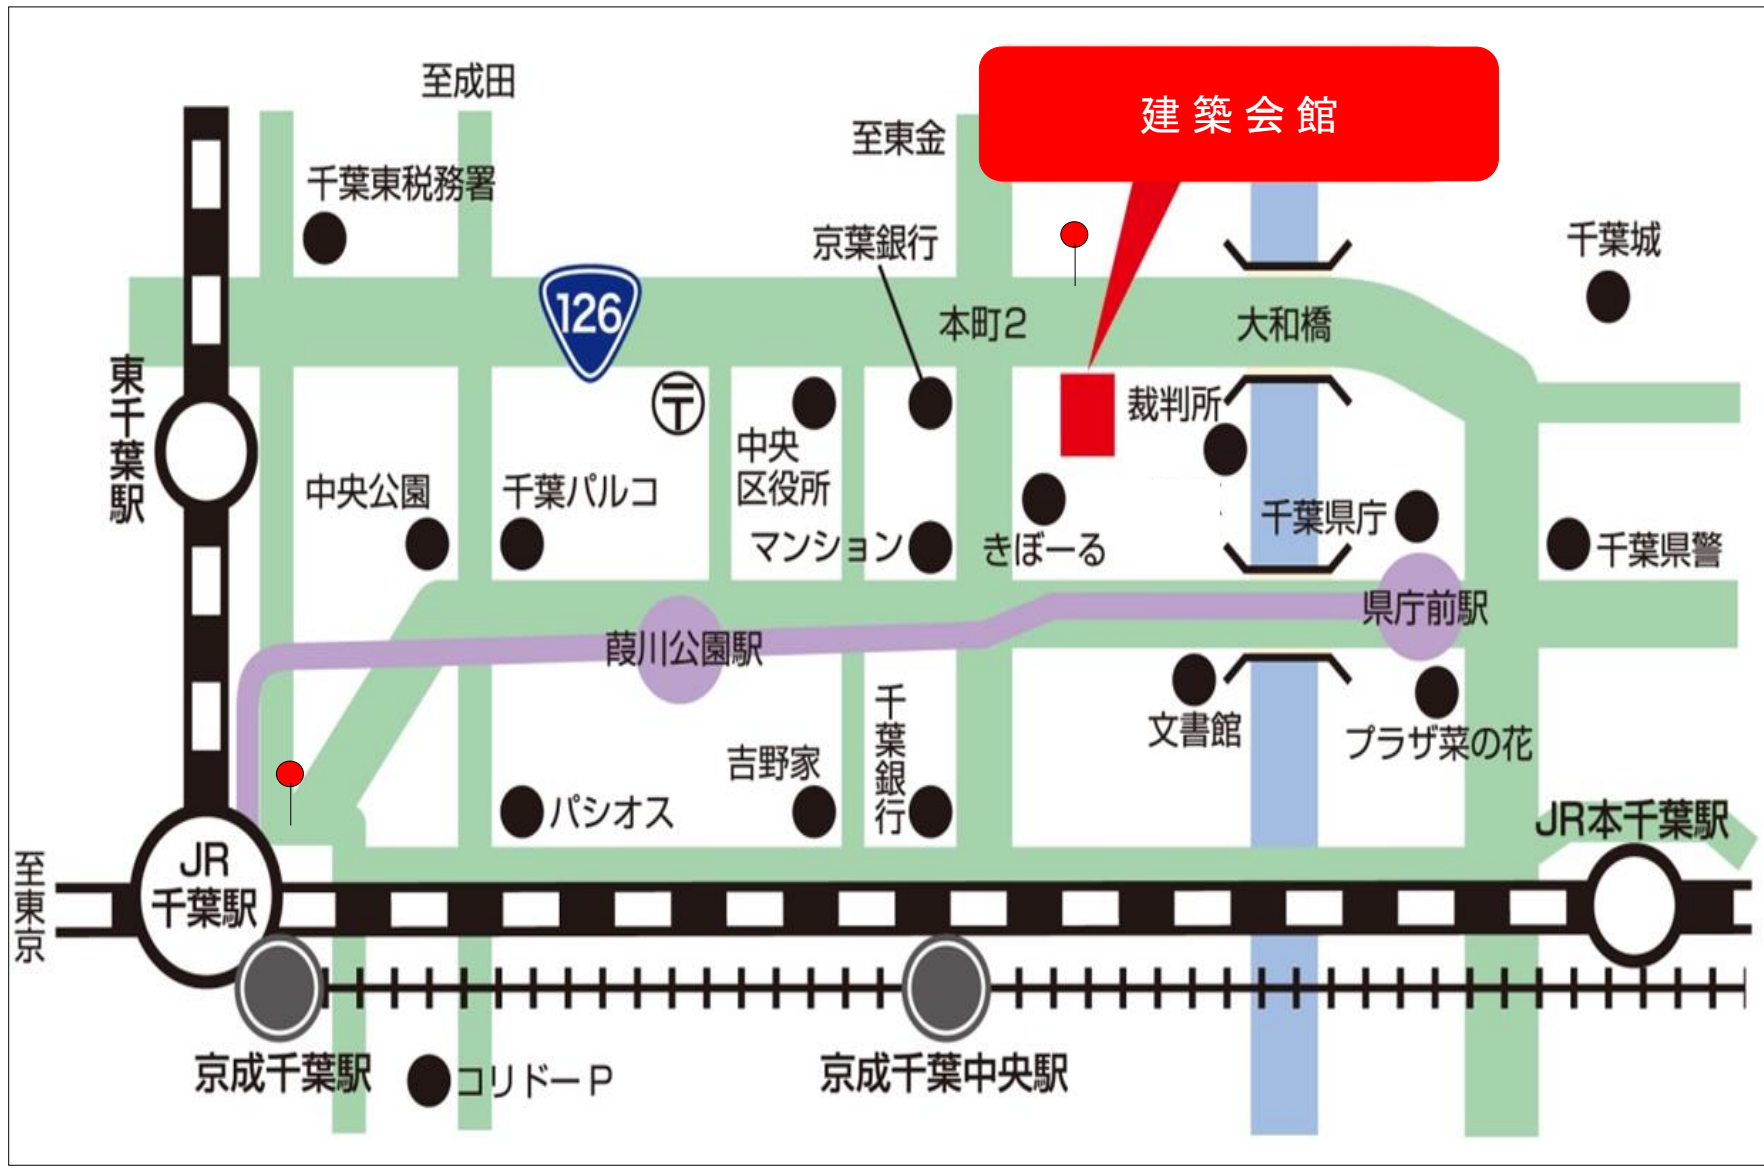 至成田
建築会館
至東金
千葉東税務署
京葉銀行
千葉城
126
本町2
大和橋
東千葉駅
〒
裁判所
中央
区役所
中央公園
千葉パルコ
マンション
きぼーる
千葉県庁
千葉県警
葭川公園駅
県庁前駅
千葉銀行
文書館
プラザ菜の花
吉野家
パシオス
JR本千葉駅
JR
千葉駅
至東京
京成千葉駅
コリドーP
京成千葉中央駅